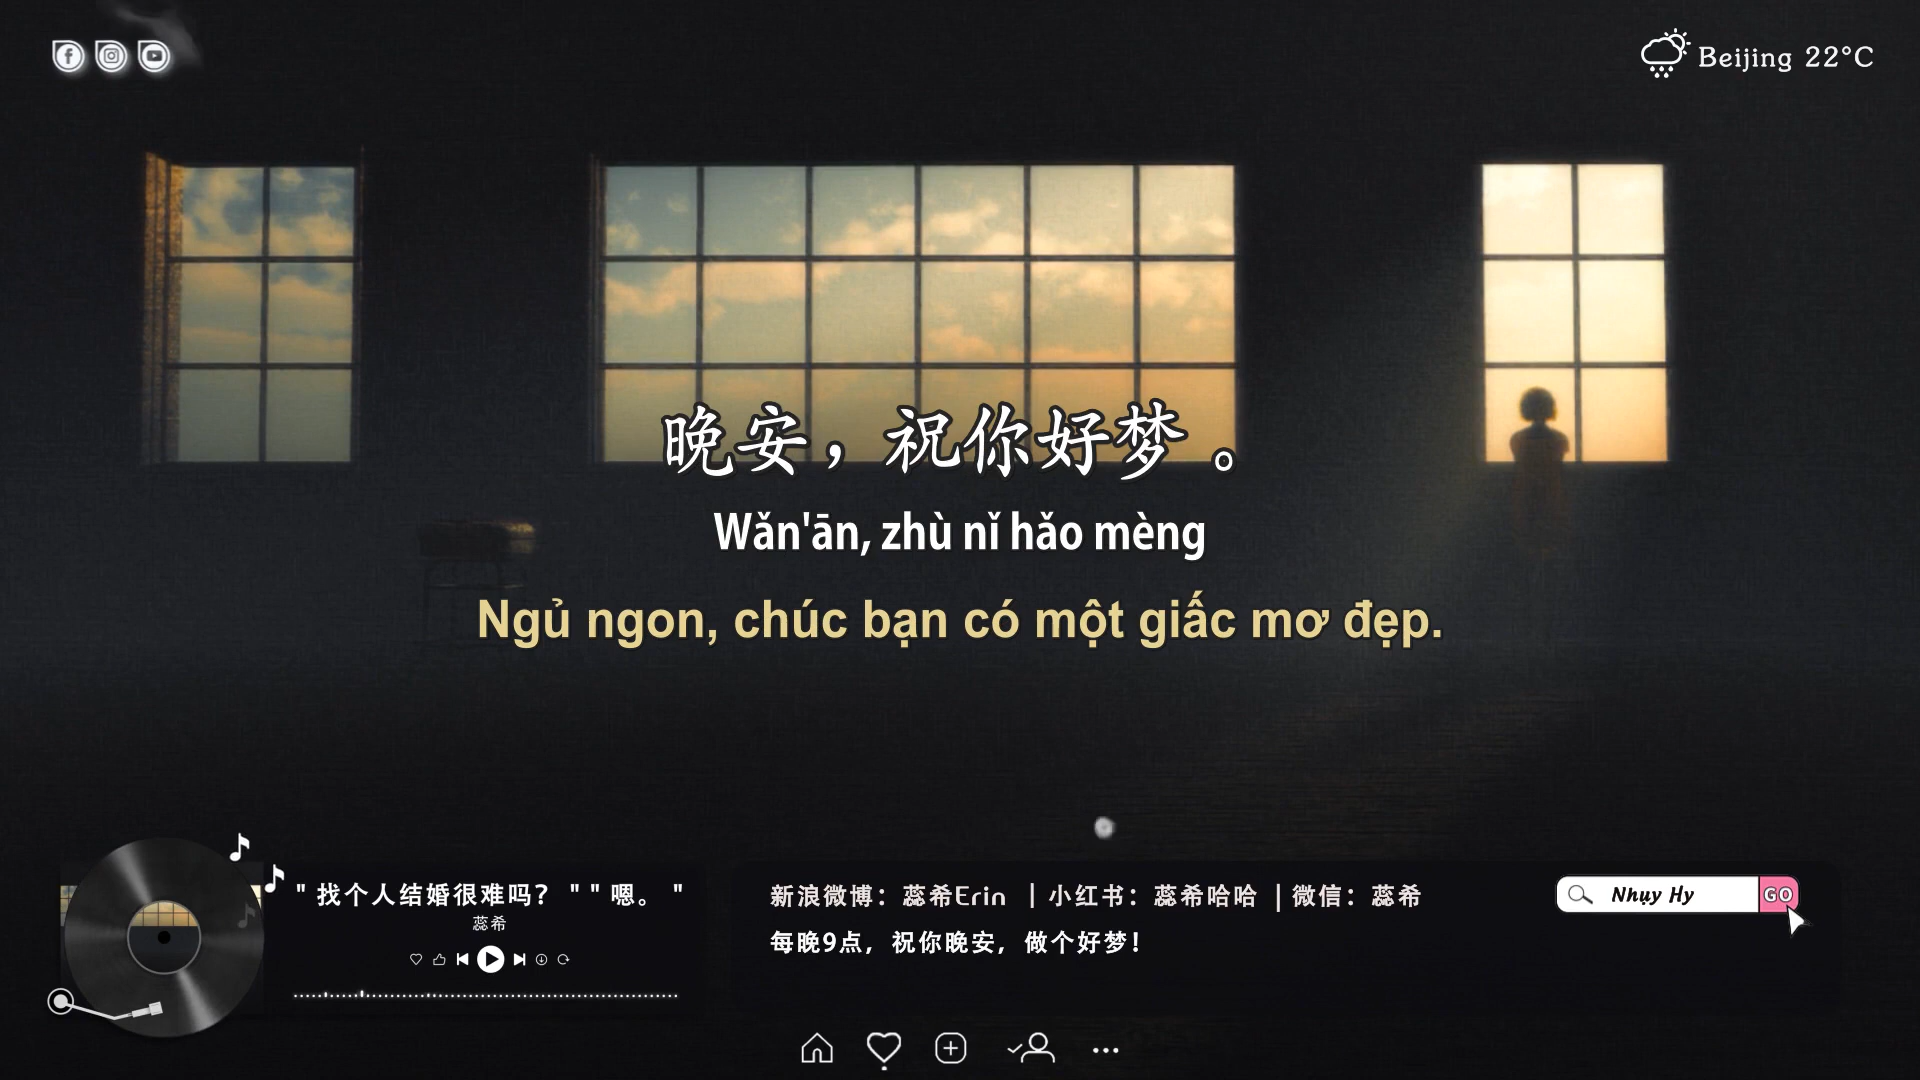 Beijing 22°C
晚安，祝你好梦 。
Wǎn'ān, zhù nǐ hǎo mèng
Ngủ ngon, chúc bạn có một giấc mơ đẹp.
" 找个人结婚很难吗？ " " 嗯。 "
蕊希
新浪微博：蕊希Erin ｜小红书：蕊希哈哈 ｜微信：蕊希
每晚9点，祝你晚安，做个好梦！
Nhụy Hy GO